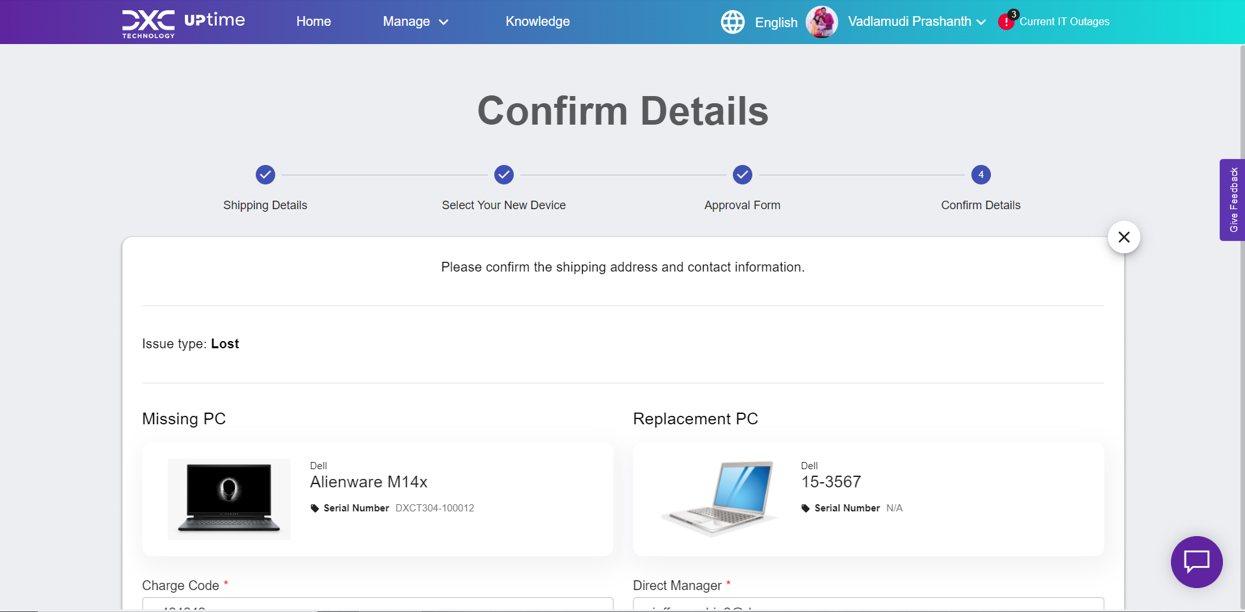 DXC UPtime
TECHNOLOGY
Home
Manage
Knowledge
English
Vadlamudi Prashanth
3
Current IT Outages
Confirm Details
4
Shipping Details
Select Your New Device
Approval Form
Confirm Details
Give Feedback
Please confirm the shipping address and contact information.
Issue type: Lost
Missing PC
Replacement PC
Dell
Alienware M14x
Serial Number DXCT304-100012
Dell
15-3567
Serial Number N/A
Charge Code *
Direct Manager *